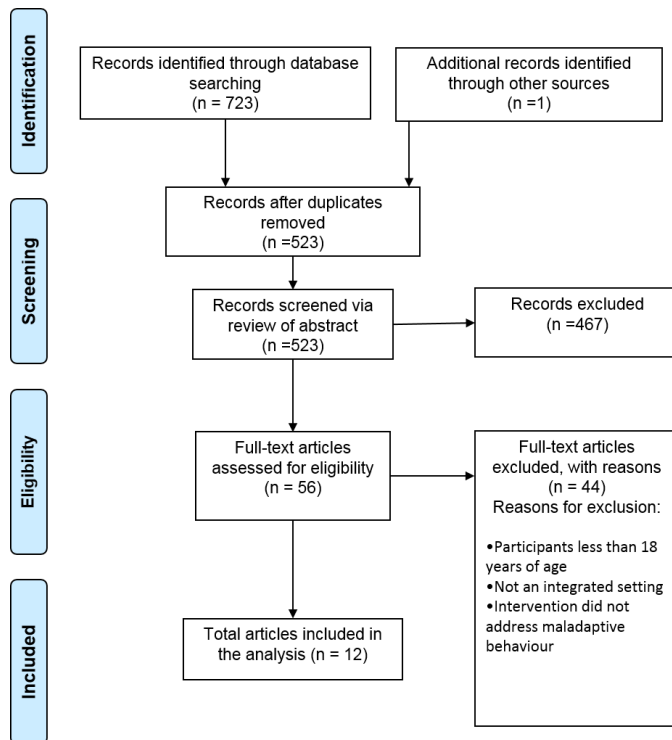 Identification
Records identified through database
searching
(n = 723)
Additional records identified
through other sources
(n =1)
Screening
Records after duplicates
removed
(n =523)
Records screened via
review of abstract
(n =523)
Records excluded
(n =467)
Eligibility
Full-text articles
assessed for eligibility
(n = 56)
Full-text articles
excluded, with reasons
(n = 44)
Reasons for exclusion:
•Participants less than 18
years of age
•Not an integrated setting
•Intervention did not
address maladaptive
behaviour
Included
Total articles included in
the analysis (n = 12)